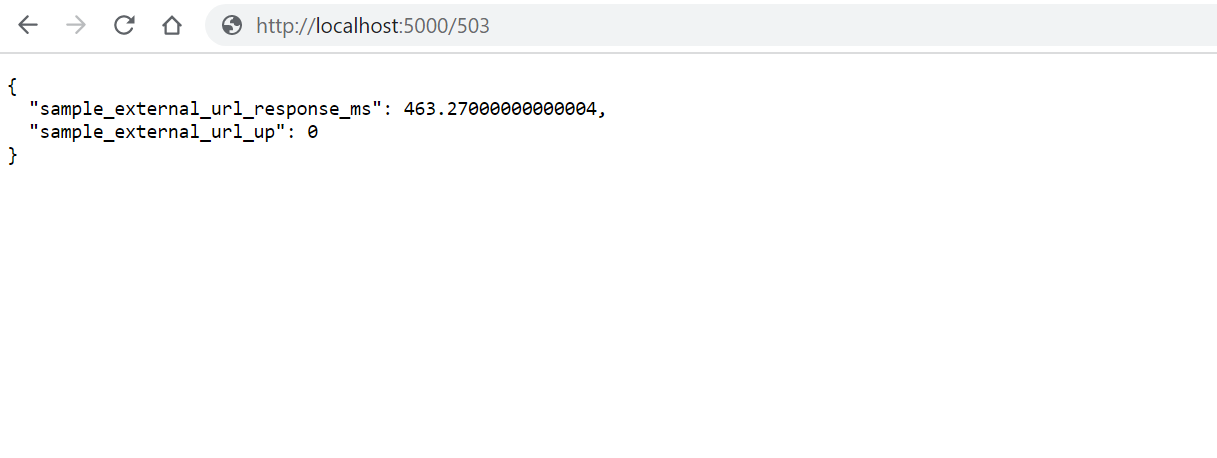 http://localhost:5000/503
{
  "sample_external_url_response_ms": 463.27000000000004,
  "sample_external_url_up": 0
}